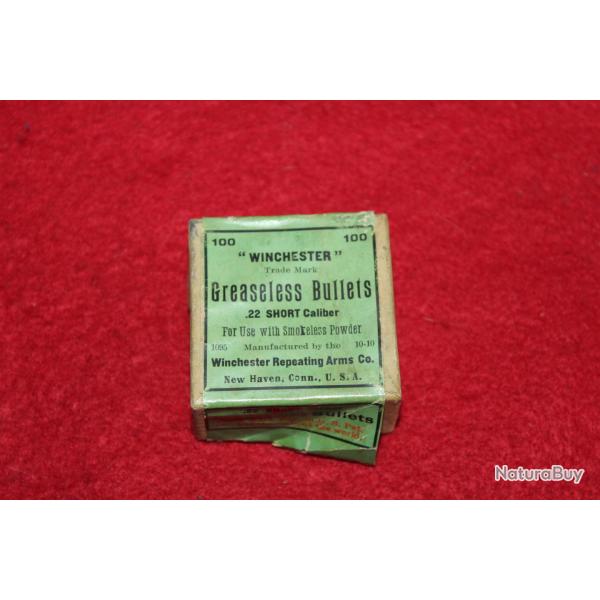 100 100
" WINCHESTER "
Trade Mark
Greaseless Bullets
.22 SHORT Caliber
For Use with Smokeless Powder
1095 Manufactured by the 10-10
Winchester Repeating Arms Co.
New Haven, Conn., U. S. A.
.22 Bullets
NaturaBuy